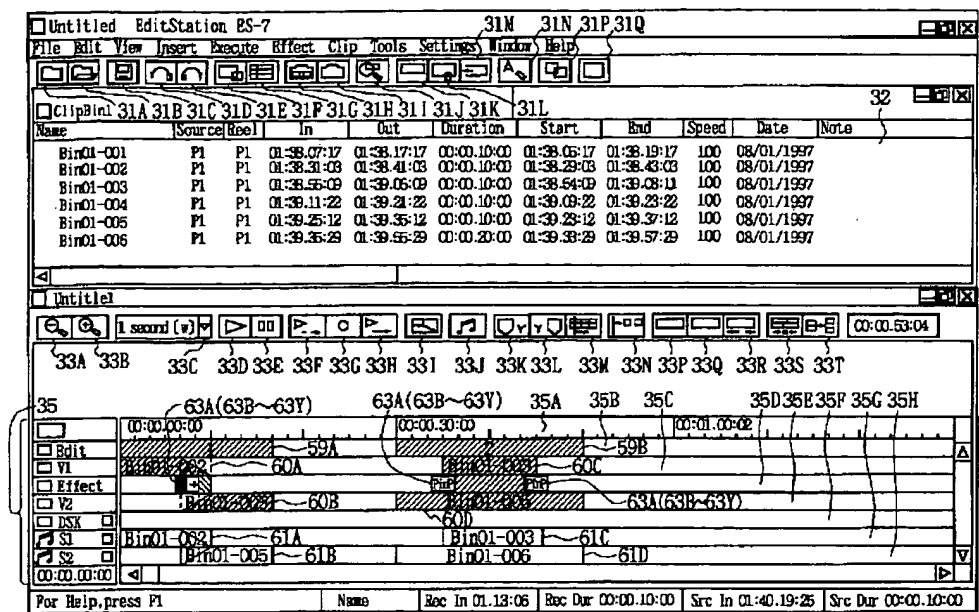 Untitled EditStation ES-7
31M 31N 31P 31Q
File Edit View Insert Execute Effect Clip Tools Settings Window Help
ClipBin1 31A 31B 31C 31D 31E 31F 31G 31H 31I 31J 31K 31L
32
Name Source Reel In Out Duration Start End Speed Date Note
Bin01-001 P1 P1 01:38.07:17 01:38.17:17 00:00.10:00 01:38.05:17 01:38.19:17 1.00 08/01/1997
Bin01-002 P1 P1 01:38.31:03 01:38.41:03 00:00.10:00 01:38.29:03 01:38.43:03 1.00 08/01/1997
Bin01-003 P1 P1 01:38.56:09 01:39.06:09 00:00.10:00 01:38.54:09 01:39.08:11 1.00 08/01/1997
Bin01-004 P1 P1 01:39.11:22 01:39.21:22 00:00.10:00 01:39.09:22 01:39.23:22 1.00 08/01/1997
Bin01-005 P1 P1 01:39.25:12 01:39.35:12 00:00.10:00 01:39.23:12 01:39.37:12 1.00 08/01/1997
Bin01-006 P1 P1 01:39.35:29 01:39.55:29 00:00.20:00 01:39.33:29 01:39.57:29 1.00 08/01/1997
Untitle1
1 second (w) 00:00.53:04
33A 33B 33C 33D 33E 33F 33G 33H 33I 33J 33K 33L 33M 33N 33P 33Q 33R 33S 33T
35 63A(63B~63Y) 63A(63B~63Y) 35A 35B 35C 35D 35E 35F 35G 35H
00:00.00:00 00:00.30:00 00:01.00:02
Edit 59A 59B
V1 Bin01-002 60A Bin01-003 60C
Effect PinP PinP
V2 Bin01-005 60B Bin01-006 63A(63B~63Y)
DSK 60D
S1 Bin01-002 61A Bin01-003 61C
S2 Bin01-005 61B Bin01-006 61D
00:00.00:00
For Help,press F1 Name Rec In 01.13:06 Rec Dur 00:00.10:00 Src In 01:40.19:25 Src Dur 00:00.10:00